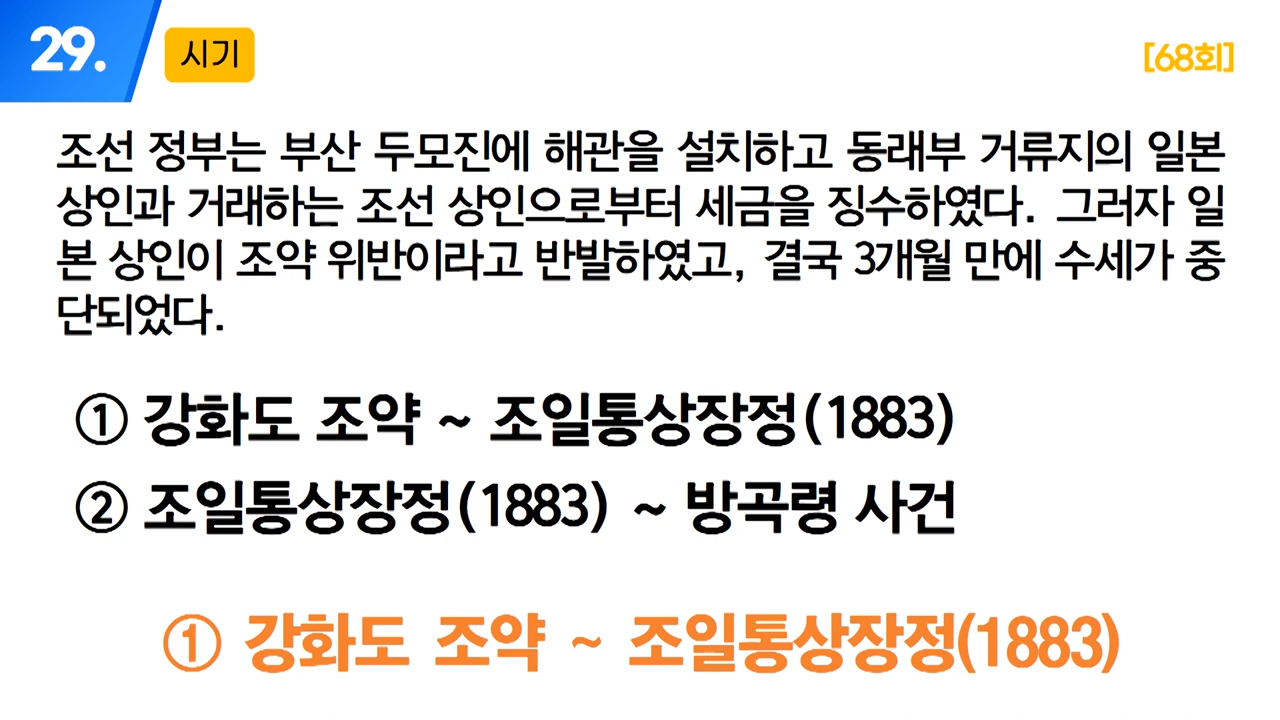 29. 시기 [68회]
조선 정부는 부산 두모진에 해관을 설치하고 동래부 거류지의 일본
상인과 거래하는 조선 상인으로부터 세금을 징수하였다. 그러자 일
본 상인이 조약 위반이라고 반발하였고, 결국 3개월 만에 수세가 중
단되었다.
① 강화도 조약 ~ 조일통상장정(1883)
② 조일통상장정(1883) ~ 방곡령 사건
① 강화도 조약 ~ 조일통상장정(1883)